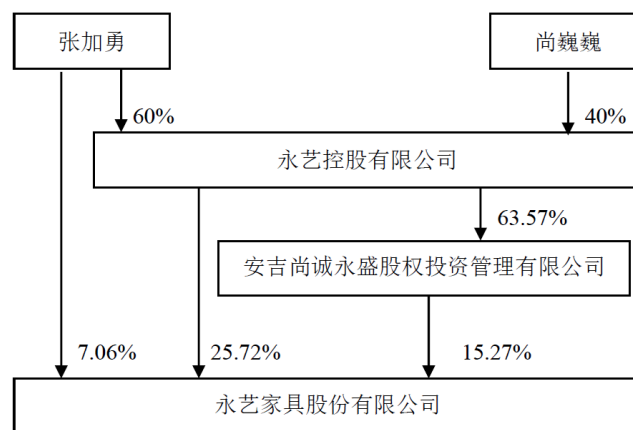 张加勇
尚巍巍
60%
40%
永艺控股有限公司
63.57%
安吉尚诚永盛股权投资管理有限公司
7.06%
25.72%
15.27%
永艺家具股份有限公司